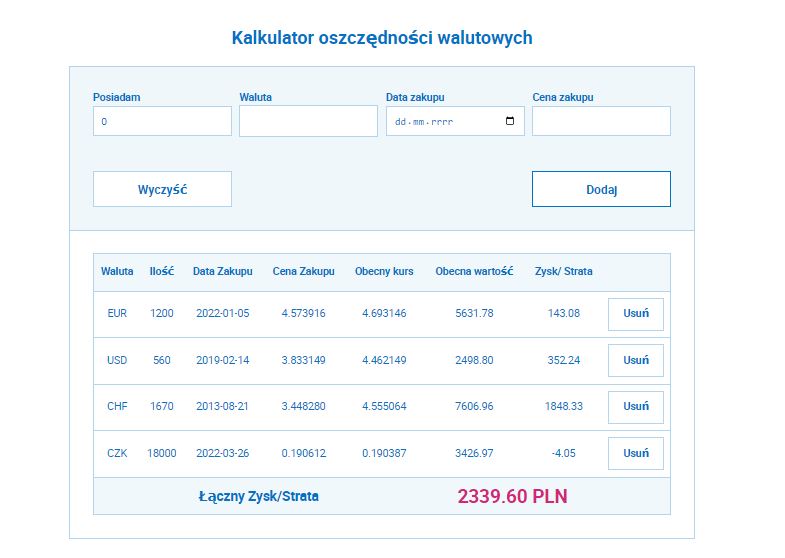 Kalkulator oszczędności walutowych
Posiadam Waluta Data zakupu Cena zakupu
0 dd.mm.rrrr
Wyczyść Dodaj
Waluta Ilość Data Zakupu Cena Zakupu Obecny kurs Obecna wartość Zysk/ Strata
EUR 1200 2022-01-05 4.573916 4.693146 5631.78 143.08 Usuń
USD 560 2019-02-14 3.833149 4.462149 2498.80 352.24 Usuń
CHF 1670 2013-08-21 3.448280 4.555064 7606.96 1848.33 Usuń
CZK 18000 2022-03-26 0.190612 0.190387 3426.97 -4.05 Usuń
Łączny Zysk/Strata 2339.60 PLN